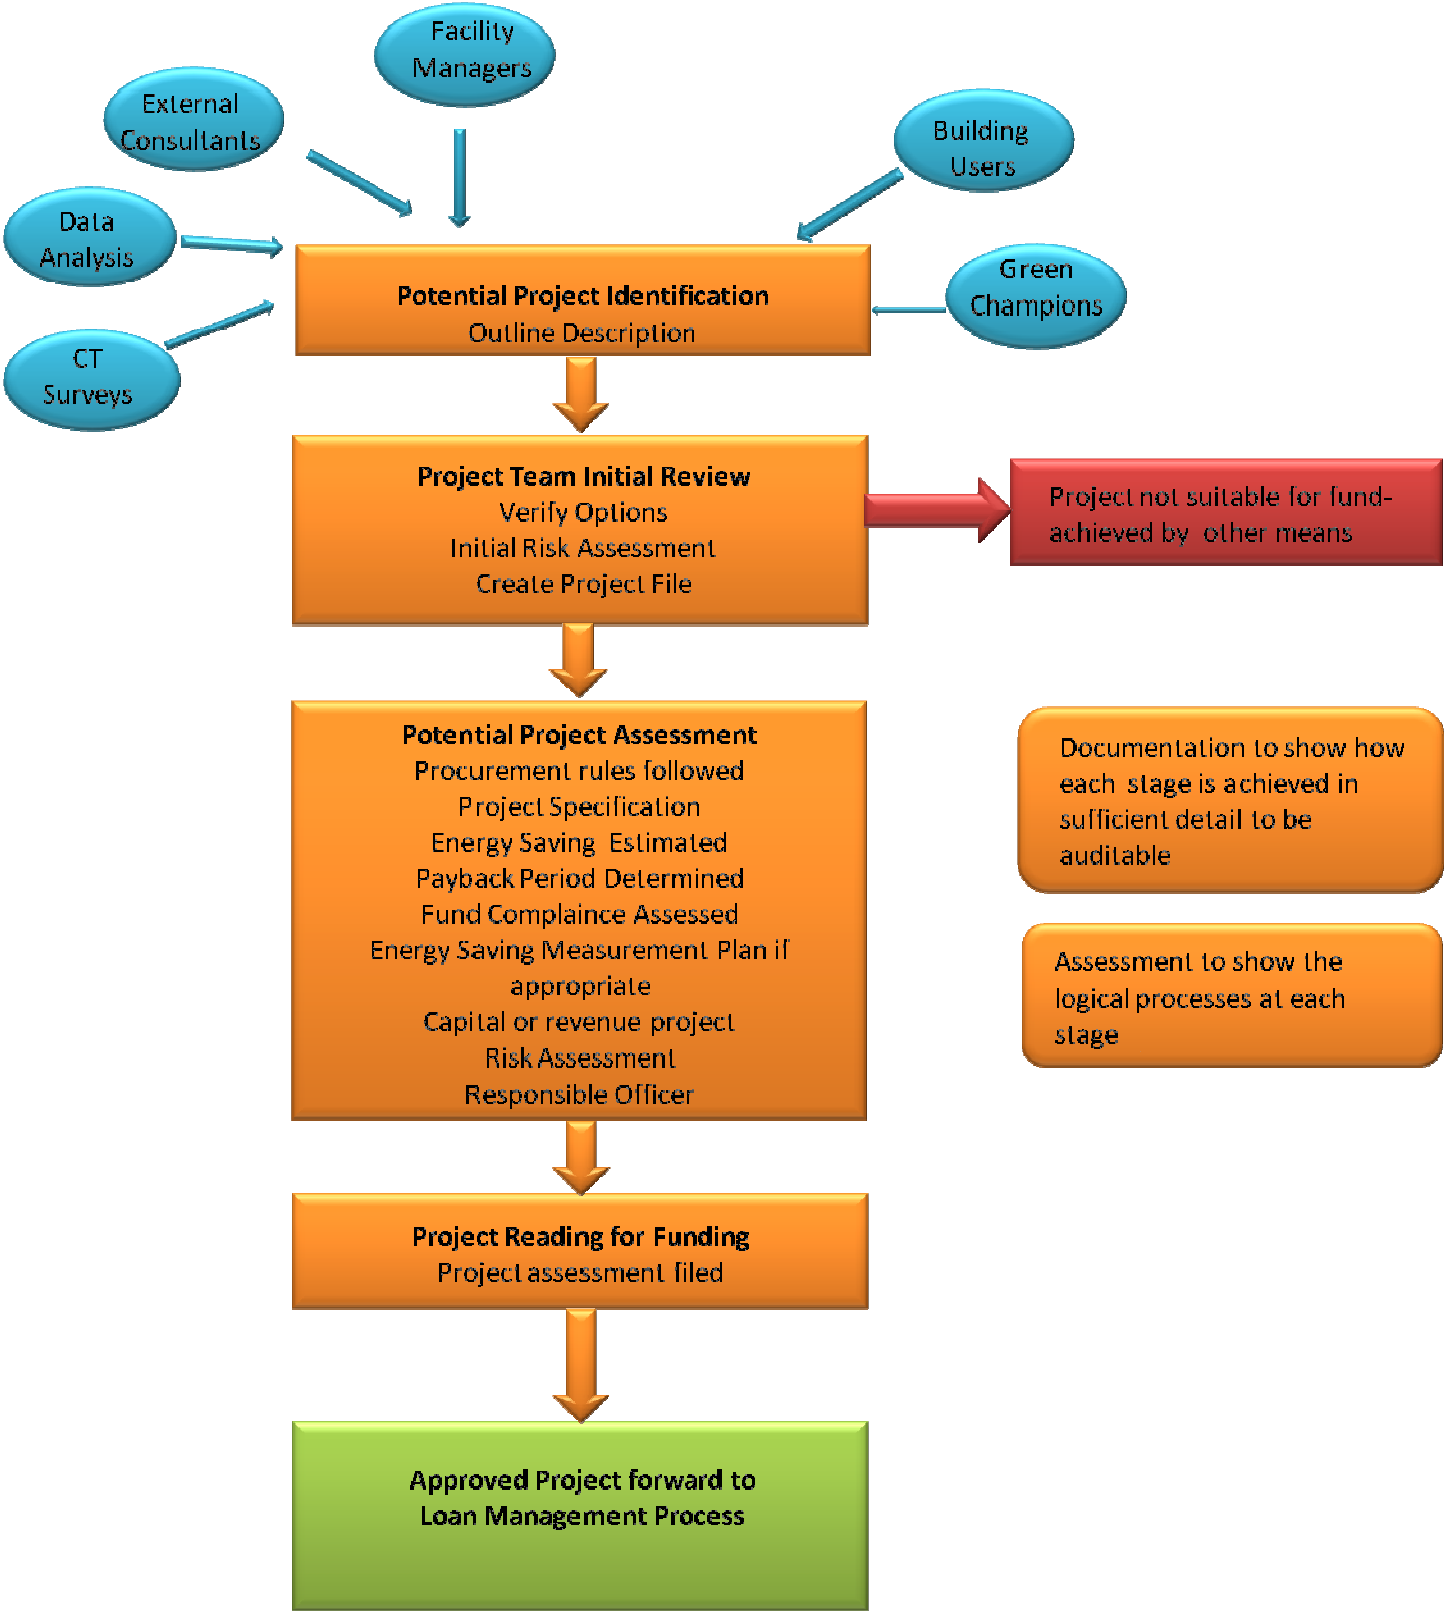 Facility
Managers
External
Consultants
Building
Users
Data
Analysis
Green
Champions
CT
Surveys
Potential Project Identification
Outline Description
Project Team Initial Review
Verify Options
Initial Risk Assessment
Create Project File
Project not suitable for fund-
achieved by other means
Potential Project Assessment
Procurement rules followed
Project Specification
Energy Saving Estimated
Payback Period Determined
Fund Complaince Assessed
Energy Saving Measurement Plan if
appropriate
Capital or revenue project
Risk Assessment
Responsible Officer
Documentation to show how
each stage is achieved in
sufficient detail to be
auditable
Assessment to show the
logical processes at each
stage
Project Reading for Funding
Project assessment filed
Approved Project forward to
Loan Management Process